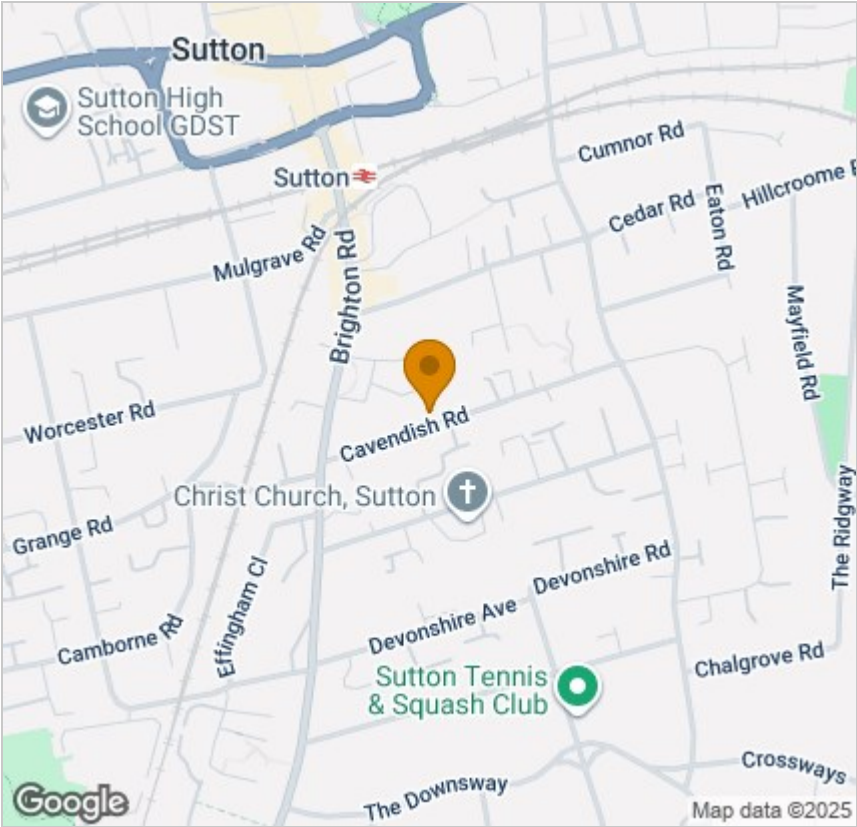 Sutton
Sutton High
School GDST
Cumnor Rd
Sutton
Cedar Rd
Eaton Rd
Hillcroome
Mulgrave Rd
Brighton Rd
Mayfield Rd
Worcester Rd
Cavendish Rd
Christ Church, Sutton
Grange Rd
The Ridgway
Effingham Cl
Devonshire Rd
Devonshire Ave
Camborne Rd
Chalgrove Rd
Sutton Tennis
& Squash Club
Crossways
The Downsway
Google
Map data ©2025